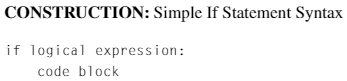 CONSTRUCTION: Simple If Statement Syntax
if logical expression:
    code block